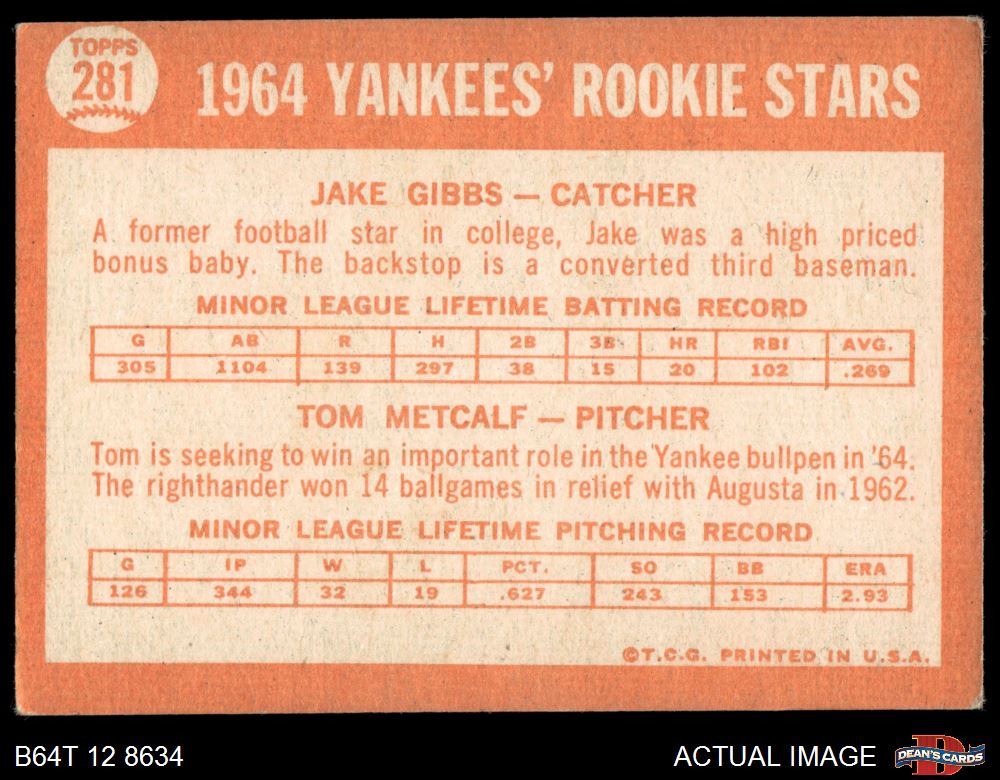 TOPPS
281
1964 YANKEES' ROOKIE STARS
JAKE GIBBS — CATCHER
A former football star in college, Jake was a high priced
bonus baby. The backstop is a converted third baseman.
MINOR LEAGUE LIFETIME BATTING RECORD
G AB R H 2B 3B HR RBI AVG.
305 1104 139 297 38 15 20 102 .269
TOM METCALF — PITCHER
Tom is seeking to win an important role in the Yankee bullpen in '64.
The righthander won 14 ballgames in relief with Augusta in 1962.
MINOR LEAGUE LIFETIME PITCHING RECORD
G IP W L PCT. SO BB ERA
126 344 32 19 .627 243 153 2.93
©T.C.G. PRINTED IN U.S.A.
B64T 12 8634
ACTUAL IMAGE
DEAN'S CARDS